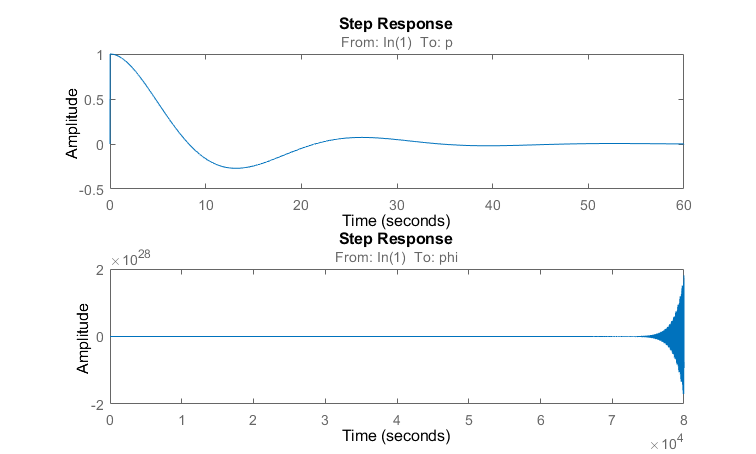 Step Response
From: In(1) To: p
Amplitude
1
0.5
0
-0.5
0 10 20 30 40 50 60
Time (seconds)
Step Response
From: In(1) To: phi
×10^28
Amplitude
2
0
-2
0 1 2 3 4 5 6 7 8
Time (seconds)
×10^4